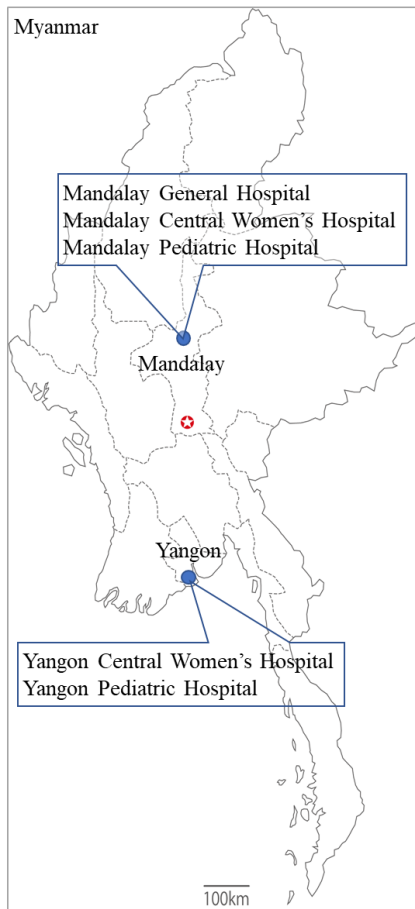 Myanmar
Mandalay General Hospital
Mandalay Central Women's Hospital
Mandalay Pediatric Hospital
Mandalay
Yangon
Yangon Central Women's Hospital
Yangon Pediatric Hospital
100km